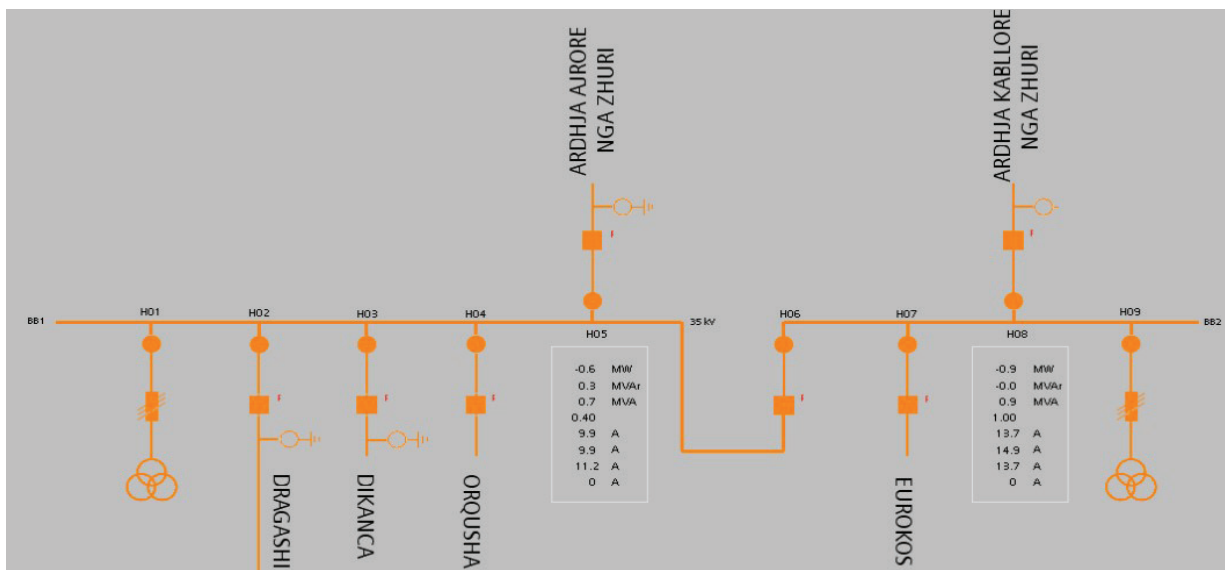 ARDHJA AJRORE
NGA ZHURI
ARDHJA KABLLORE
NGA ZHURI
F
F
BB1
H01
H02
H03
H04
35 kV
H06
H07
H09
BB2
H05
H08
F
F
F
F
F
-0.6 MW
0.3 MVAr
0.7 MVA
0.40
9.9 A
9.9 A
11.2 A
0 A
-0.9 MW
-0.0 MVAr
0.9 MVA
1.00
13.7 A
14.9 A
13.7 A
0 A
DRAGASHI
DIKANCA
ORQUSHA
EUROKOS